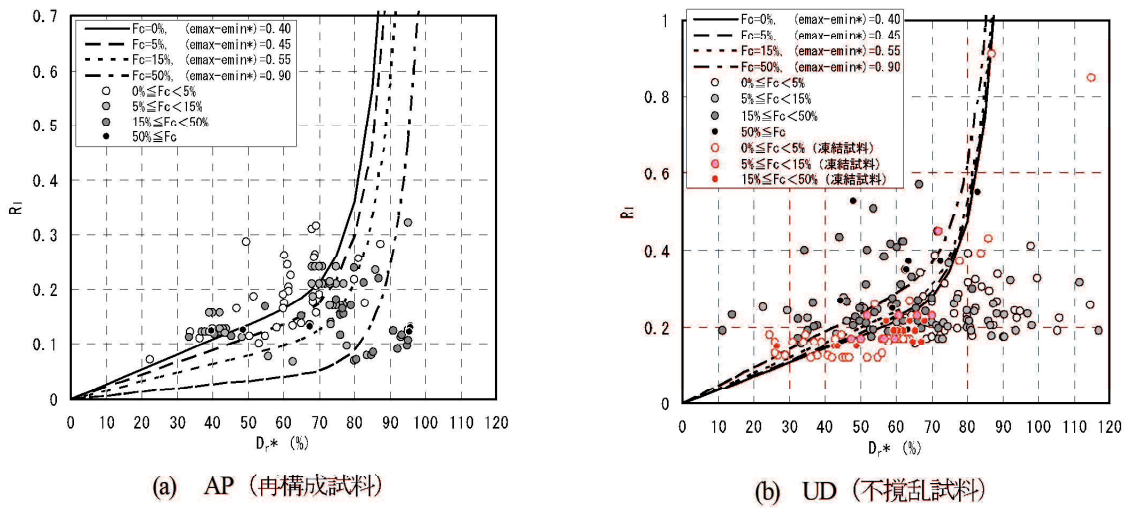 0.7
0.6
0.5
0.4
0.3
0.2
0.1
0
Rl
Fc=0%, (emax-emin*)=0.40
Fc=5%, (emax-emin*)=0.45
Fc=15%, (emax-emin*)=0.55
Fc=50%, (emax-emin*)=0.90
0%≦Fc<5%
5%≦Fc<15%
15%≦Fc<50%
50%≦Fc
0 10 20 30 40 50 60 70 80 90 100 110 120
Dr* (%)
(a) AP（再構成試料）
1
0.8
0.6
0.4
0.2
0
Rl
Fc=0%, (emax-emin*)=0.40
Fc=5%, (emax-emin*)=0.45
Fc=15%, (emax-emin*)=0.55
Fc=50%, (emax-emin*)=0.90
0%≦Fc<5%
5%≦Fc<15%
15%≦Fc<50%
50%≦Fc
0%≦Fc<5% (凍結試料)
5%≦Fc<15% (凍結試料)
15%≦Fc<50% (凍結試料)
0 10 20 30 40 50 60 70 80 90 100 110 120
Dr* (%)
(b) UD（不撹乱試料）